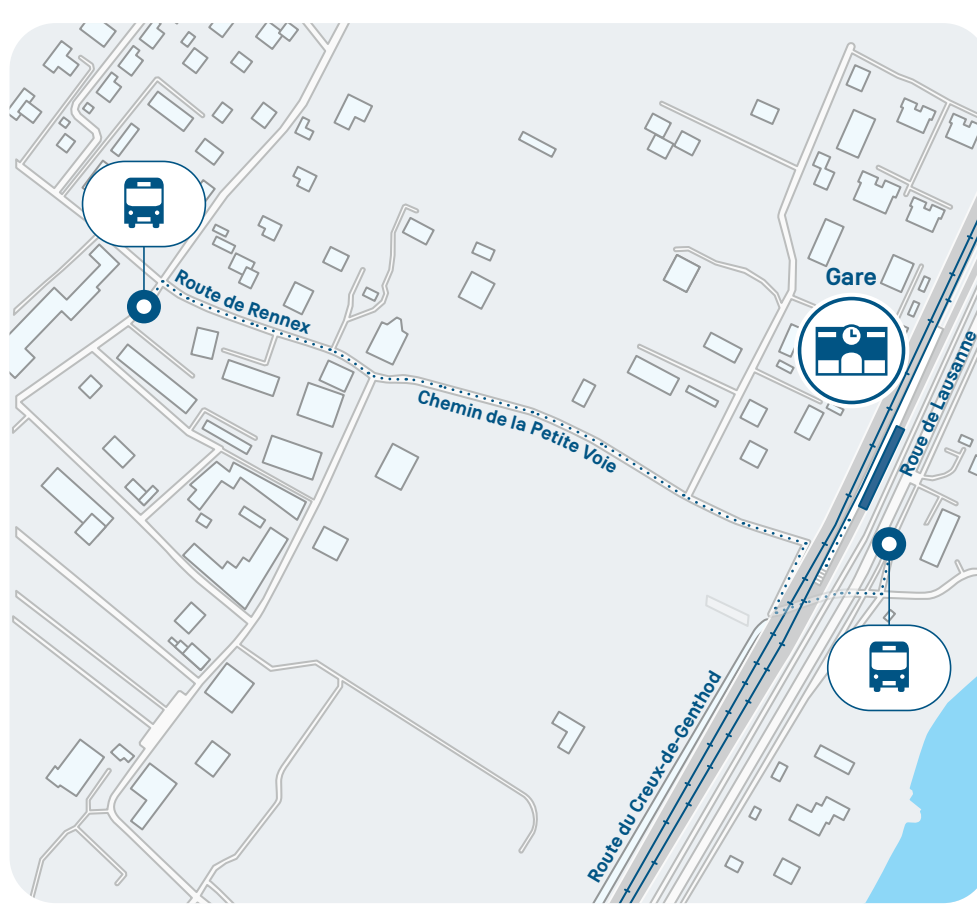 Gare
Route de Rennex
Roue de Lausanne
Chemin de la Petite Voie
Route du Creux-de-Genthod